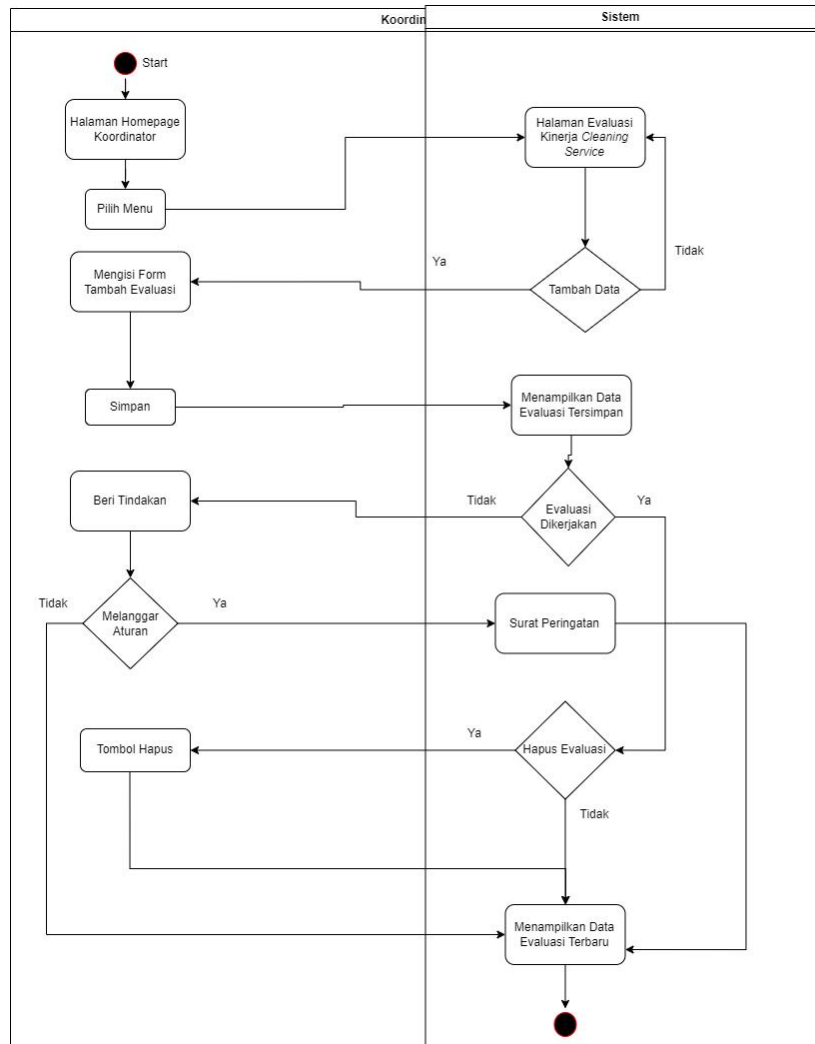 Koordin
Sistem
Start
Halaman Homepage
Koordinator
Halaman Evaluasi
Kinerja Cleaning
Service
Pilih Menu
Tidak
Ya
Mengisi Form
Tambah Evaluasi
Tambah Data
Simpan
Menampilkan Data
Evaluasi Tersimpan
Beri Tindakan
Tidak
Evaluasi
Dikerjakan
Ya
Tidak
Melanggar
Aturan
Ya
Surat Peringatan
Tombol Hapus
Ya
Hapus Evaluasi
Tidak
Menampilkan Data
Evaluasi Terbaru